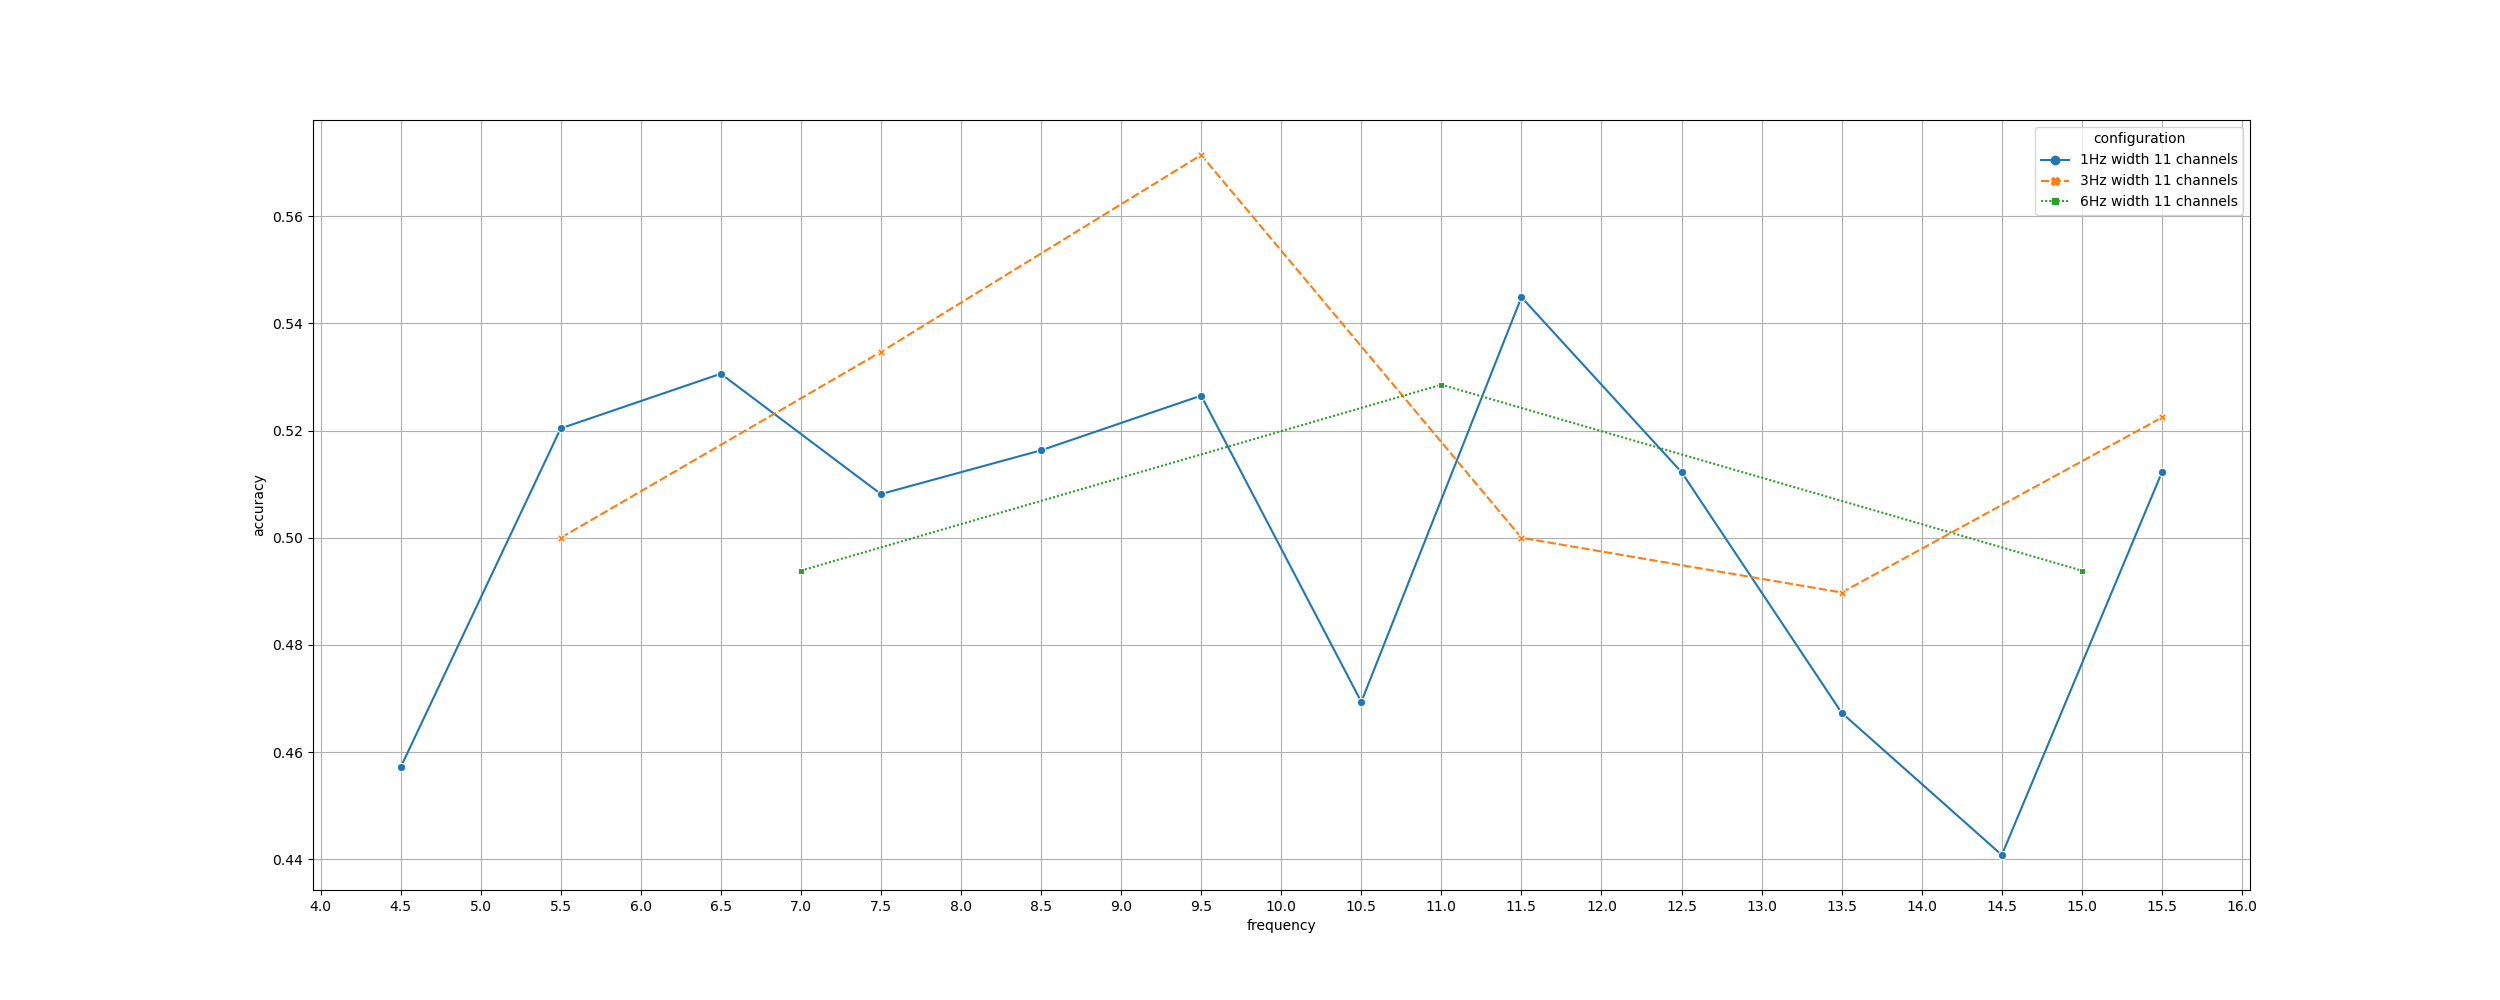 configuration
1Hz width 11 channels
3Hz width 11 channels
6Hz width 11 channels
0.56
0.54
0.52
0.50
0.48
0.46
0.44
accuracy
4.0 4.5 5.0 5.5 6.0 6.5 7.0 7.5 8.0 8.5 9.0 9.5 10.0 10.5 11.0 11.5 12.0 12.5 13.0 13.5 14.0 14.5 15.0 15.5 16.0
frequency